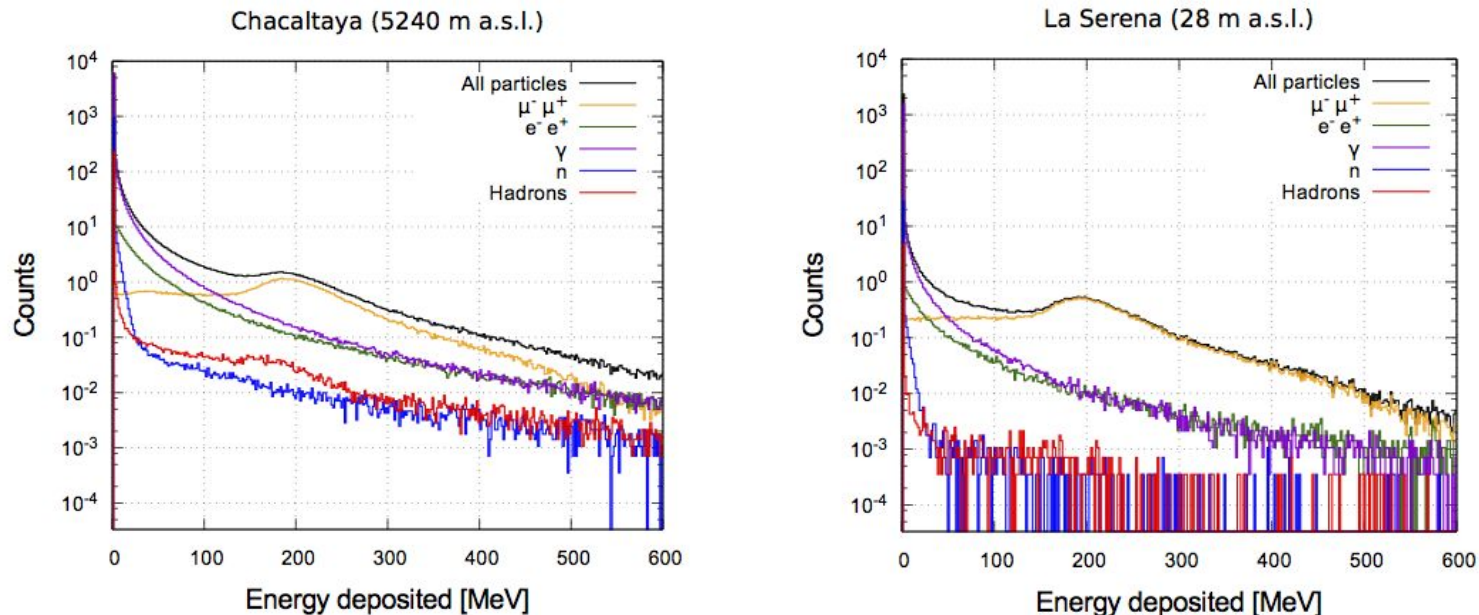 Chacaltaya (5240 m a.s.l.)
10⁴
10³
10²
10¹
10⁰
10⁻¹
10⁻²
10⁻³
10⁻⁴
Counts
All particles
μ⁻ μ⁺
e⁻ e⁺
γ
n
Hadrons
0 100 200 300 400 500 600
Energy deposited [MeV]
La Serena (28 m a.s.l.)
10⁴
10³
10²
10¹
10⁰
10⁻¹
10⁻²
10⁻³
10⁻⁴
Counts
All particles
μ⁻ μ⁺
e⁻ e⁺
γ
n
Hadrons
0 100 200 300 400 500 600
Energy deposited [MeV]